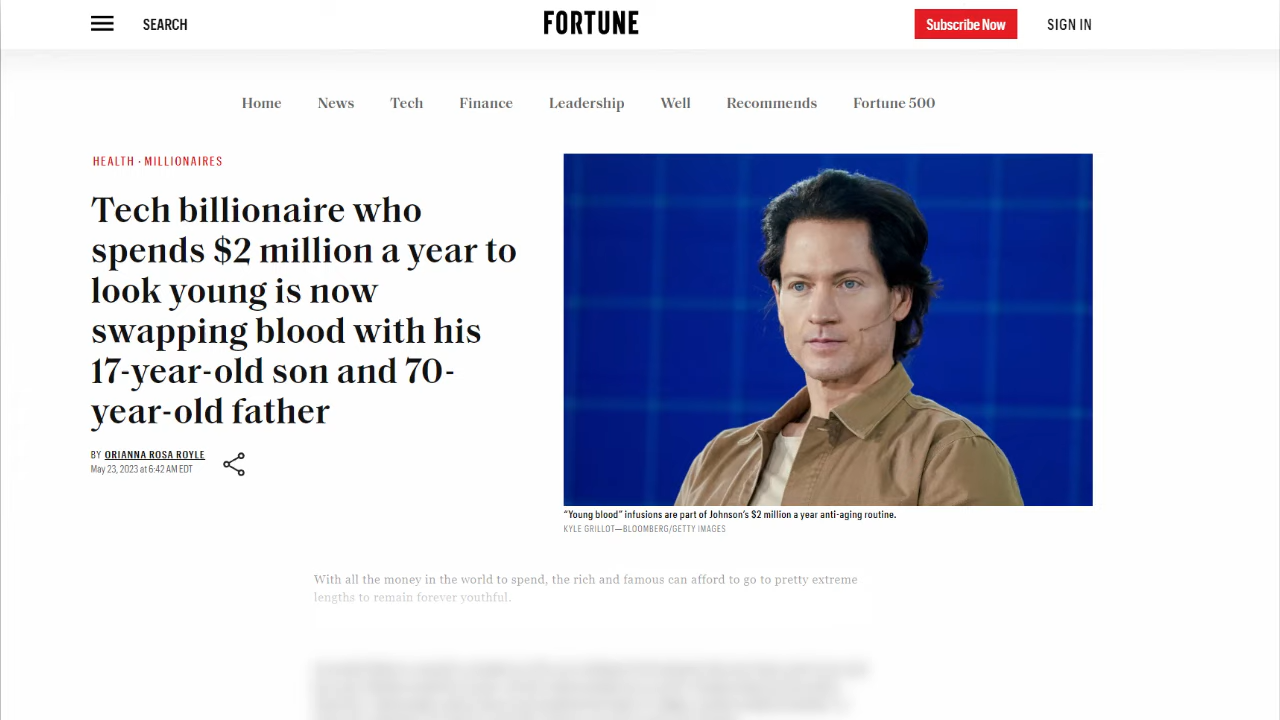 SEARCH
FORTUNE
Subscribe Now
SIGN IN
Home
News
Tech
Finance
Leadership
Well
Recommends
Fortune 500
HEALTH · MILLIONAIRES
Tech billionaire who
spends $2 million a year to
look young is now
swapping blood with his
17-year-old son and 70-
year-old father
BY ORIANNA ROSA ROYLE
May 23, 2023 at 6:42 AM EDT
“Young blood” infusions are part of Johnson’s $2 million a year anti-aging routine.
KYLE GRILLOT—BLOOMBERG/GETTY IMAGES
With all the money in the world to spend, the rich and famous can afford to go to pretty extreme
lengths to remain forever youthful.